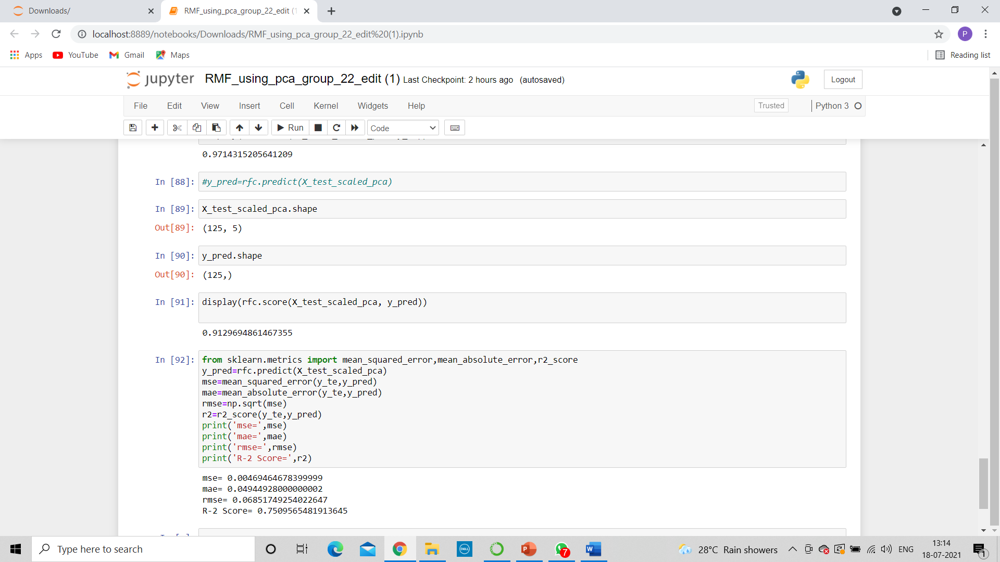 Downloads/
RMF_using_pca_group_22_edit (1
localhost:8889/notebooks/Downloads/RMF_using_pca_group_22_edit%20(1).ipynb
P
Apps YouTube Gmail Maps Reading list
jupyter RMF_using_pca_group_22_edit (1) Last Checkpoint: 2 hours ago (autosaved) Logout
File Edit View Insert Cell Kernel Widgets Help Trusted Python 3
Run Code
0.9714315205641209
In [88]: #y_pred=rfc.predict(X_test_scaled_pca)
In [89]: X_test_scaled_pca.shape
Out[89]: (125, 5)
In [90]: y_pred.shape
Out[90]: (125,)
In [91]: display(rfc.score(X_test_scaled_pca, y_pred))
0.9129694861467355
In [92]: from sklearn.metrics import mean_squared_error,mean_absolute_error,r2_score
y_pred=rfc.predict(X_test_scaled_pca)
mse=mean_squared_error(y_te,y_pred)
mae=mean_absolute_error(y_te,y_pred)
rmse=np.sqrt(mse)
r2=r2_score(y_te,y_pred)
print('mse=',mse)
print('mae=',mae)
print('rmse=',rmse)
print('R-2 Score=',r2)
mse= 0.00469464678399999
mae= 0.04944928000000002
rmse= 0.06851749254022647
R-2 Score= 0.7509565481913645
Type here to search
DELL
P
7
W
28°C Rain showers
ENG
13:14
18-07-2021
1